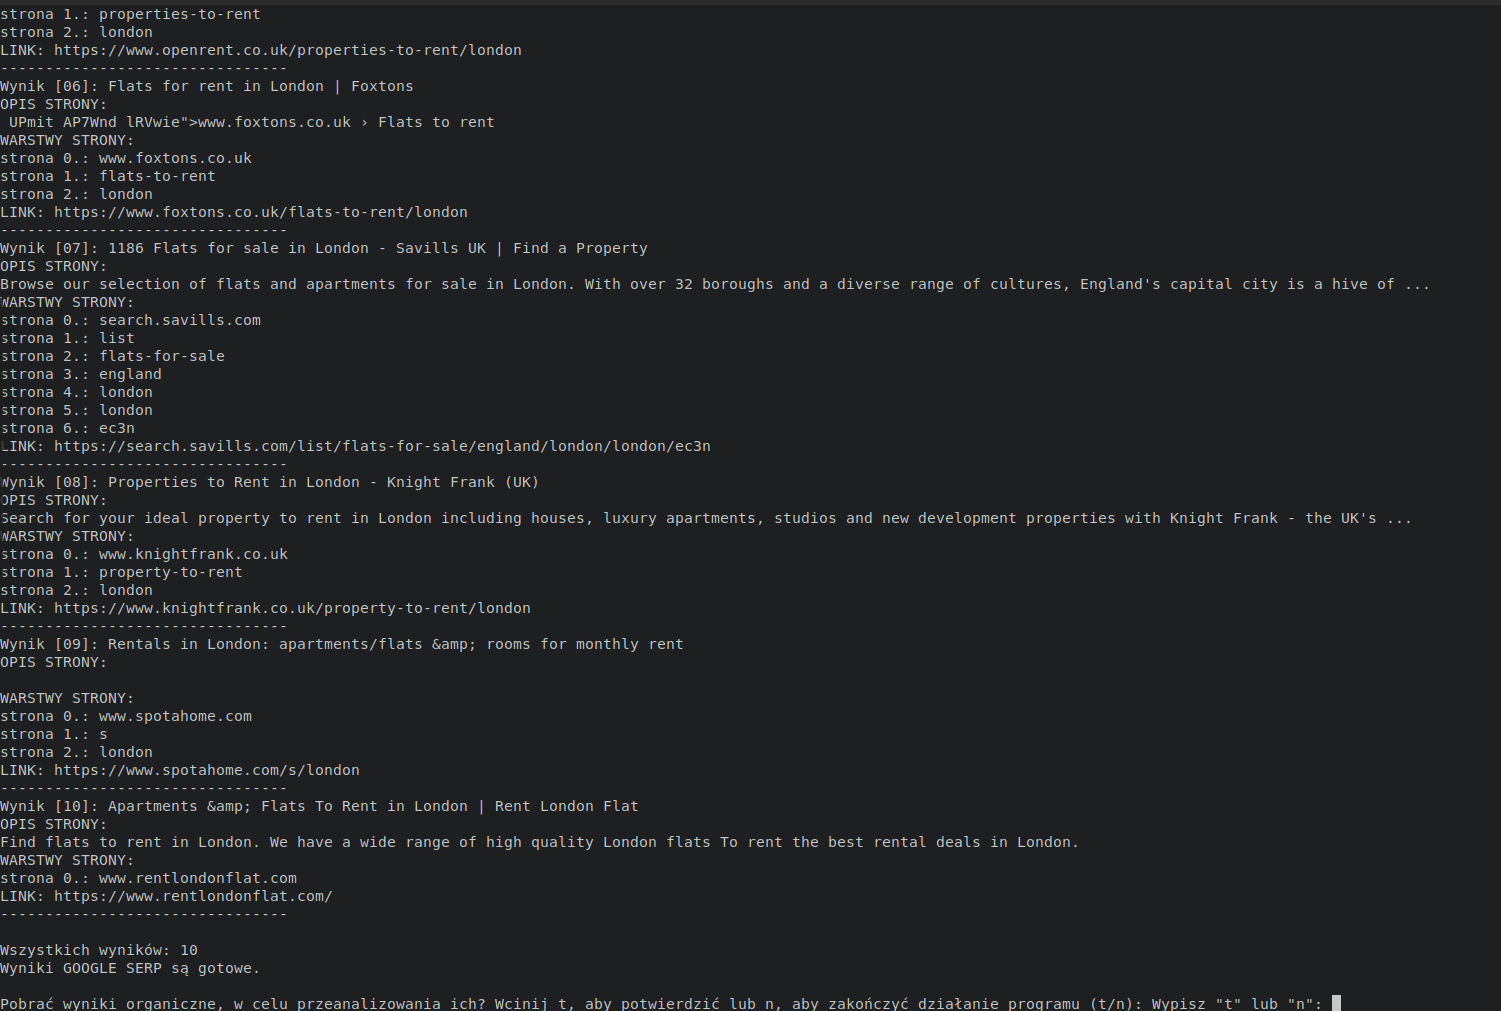 strona 1.: properties-to-rent
strona 2.: london
LINK: https://www.openrent.co.uk/properties-to-rent/london
--------------------------------
Wynik [06]: Flats for rent in London | Foxtons
OPIS STRONY:
 UPmit AP7Wnd lRVwie">www.foxtons.co.uk › Flats to rent
WARSTWY STRONY:
strona 0.: www.foxtons.co.uk
strona 1.: flats-to-rent
strona 2.: london
LINK: https://www.foxtons.co.uk/flats-to-rent/london
--------------------------------
Wynik [07]: 1186 Flats for sale in London - Savills UK | Find a Property
OPIS STRONY:
Browse our selection of flats and apartments for sale in London. With over 32 boroughs and a diverse range of cultures, England's capital city is a hive of ...
WARSTWY STRONY:
strona 0.: search.savills.com
strona 1.: list
strona 2.: flats-for-sale
strona 3.: england
strona 4.: london
strona 5.: london
strona 6.: ec3n
LINK: https://search.savills.com/list/flats-for-sale/england/london/london/ec3n
--------------------------------
Wynik [08]: Properties to Rent in London - Knight Frank (UK)
OPIS STRONY:
Search for your ideal property to rent in London including houses, luxury apartments, studios and new development properties with Knight Frank - the UK's ...
WARSTWY STRONY:
strona 0.: www.knightfrank.co.uk
strona 1.: property-to-rent
strona 2.: london
LINK: https://www.knightfrank.co.uk/property-to-rent/london
--------------------------------
Wynik [09]: Rentals in London: apartments/flats &amp; rooms for monthly rent
OPIS STRONY:

WARSTWY STRONY:
strona 0.: www.spotahome.com
strona 1.: s
strona 2.: london
LINK: https://www.spotahome.com/s/london
--------------------------------
Wynik [10]: Apartments &amp; Flats To Rent in London | Rent London Flat
OPIS STRONY:
Find flats to rent in London. We have a wide range of high quality London flats To rent the best rental deals in London.
WARSTWY STRONY:
strona 0.: www.rentlondonflat.com
LINK: https://www.rentlondonflat.com/
--------------------------------

Wszystkich wyników: 10
Wyniki GOOGLE SERP są gotowe.

Pobrać wyniki organiczne, w celu przeanalizowania ich? Wcinij t, aby potwierdzić lub n, aby zakończyć działanie programu (t/n): Wypisz "t" lub "n":